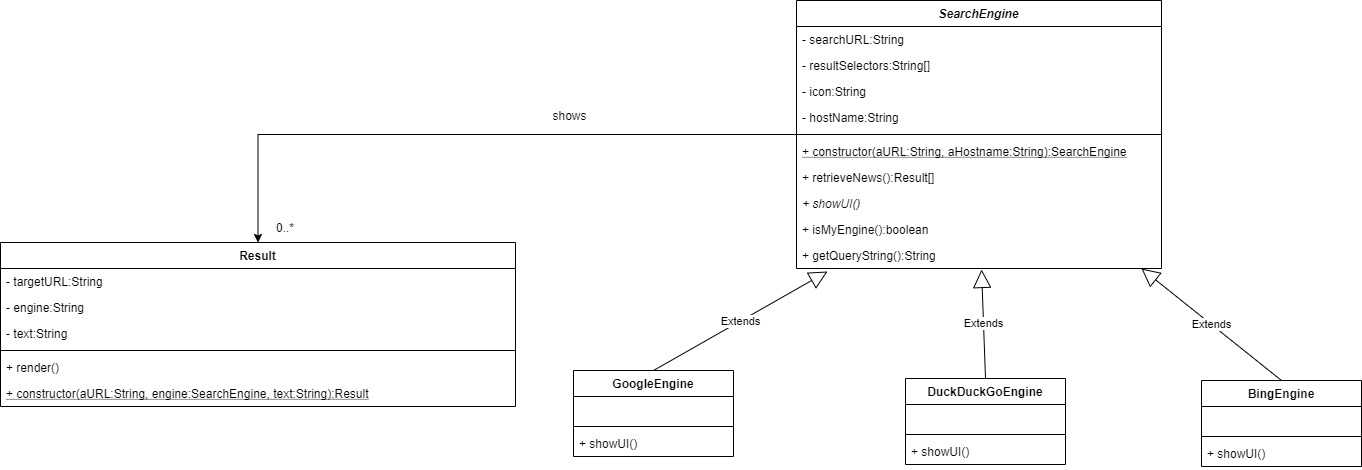 SearchEngine
- searchURL:String
- resultSelectors:String[]
- icon:String
- hostName:String
+ constructor(aURL:String, aHostname:String):SearchEngine
+ retrieveNews():Result[]
+ showUI()
+ isMyEngine():boolean
+ getQueryString():String
shows
0..*
Result
- targetURL:String
- engine:String
- text:String
+ render()
+ constructor(aURL:String, engine:SearchEngine, text:String):Result
Extends
Extends
Extends
GoogleEngine
+ showUI()
DuckDuckGoEngine
+ showUI()
BingEngine
+ showUI()